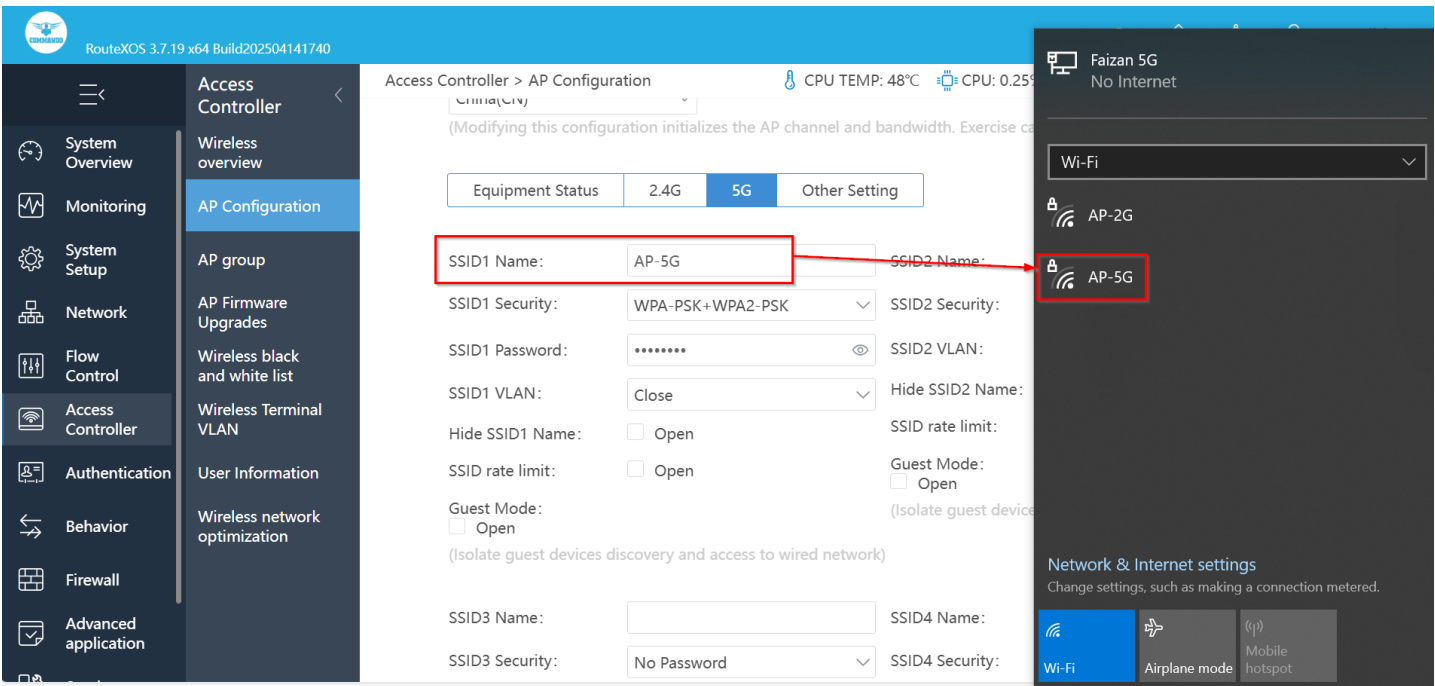 COMMANDO
RouteXOS 3.7.19 x64 Build202504141740
System
Overview
Monitoring
System
Setup
Network
Flow
Control
Access
Controller
Authentication
Behavior
Firewall
Advanced
application
Access
Controller
Wireless
overview
AP Configuration
AP group
AP Firmware
Upgrades
Wireless black
and white list
Wireless Terminal
VLAN
User Information
Wireless network
optimization
Access Controller > AP Configuration
CPU TEMP: 48℃
CPU: 0.25%
China(CN)
(Modifying this configuration initializes the AP channel and bandwidth. Exercise
Equipment Status
2.4G
5G
Other Setting
SSID1 Name:
AP-5G
SSID2 Name:
SSID1 Security:
WPA-PSK+WPA2-PSK
SSID2 Security:
SSID1 Password:
••••••••
SSID2 VLAN:
SSID1 VLAN:
Close
Hide SSID2 Name:
Hide SSID1 Name:
Open
SSID rate limit:
SSID rate limit:
Open
Guest Mode:
Open
Guest Mode:
Open
(Isolate guest device
(Isolate guest devices discovery and access to wired network)
SSID3 Name:
SSID4 Name:
SSID3 Security:
No Password
SSID4 Security:
Faizan 5G
No Internet
Wi-Fi
AP-2G
AP-5G
Network & Internet settings
Change settings, such as making a connection metered.
Wi-Fi
Airplane mode
Mobile
hotspot